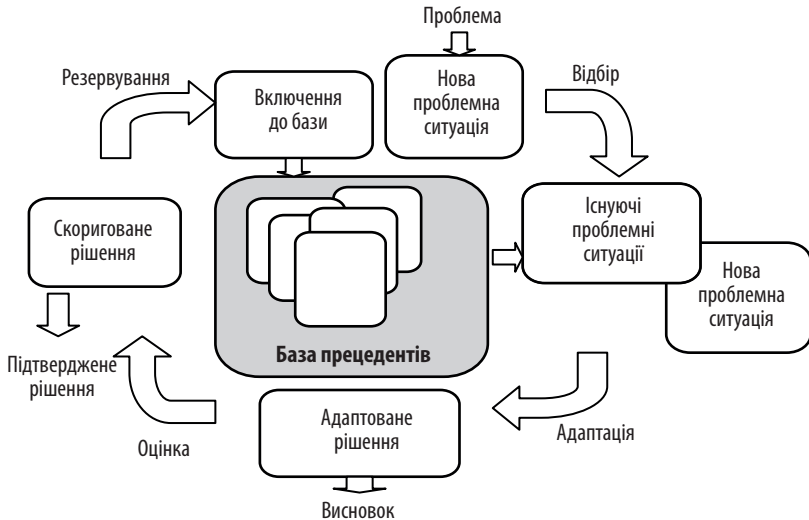 Проблема
Резервування
Включення
до бази
Нова
проблемна
ситуація
Відбір
Скориговане
рішення
Існуючі
проблемні
ситуації
Нова
проблемна
ситуація
База прецедентів
Підтверджене
рішення
Оцінка
Адаптоване
рішення
Адаптація
Висновок